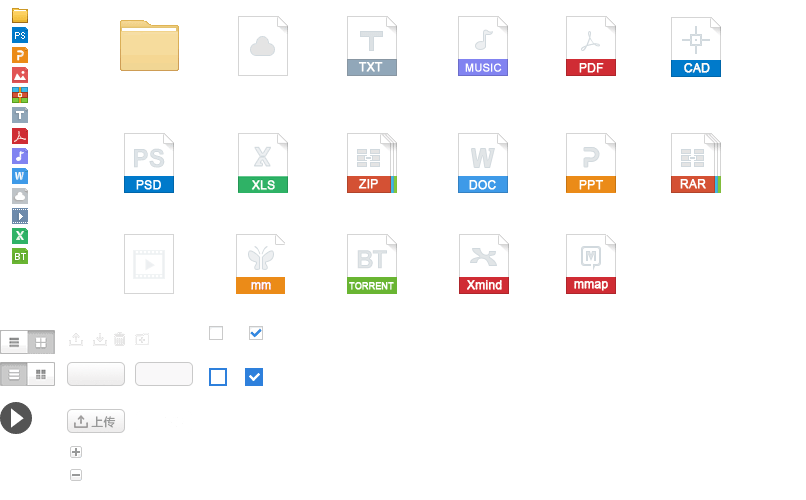 TXT MUSIC PDF CAD
PS
PS
PSD XLS ZIP DOC PPT RAR
W
BT
BT
mm TORRENT Xmind mmap
上传